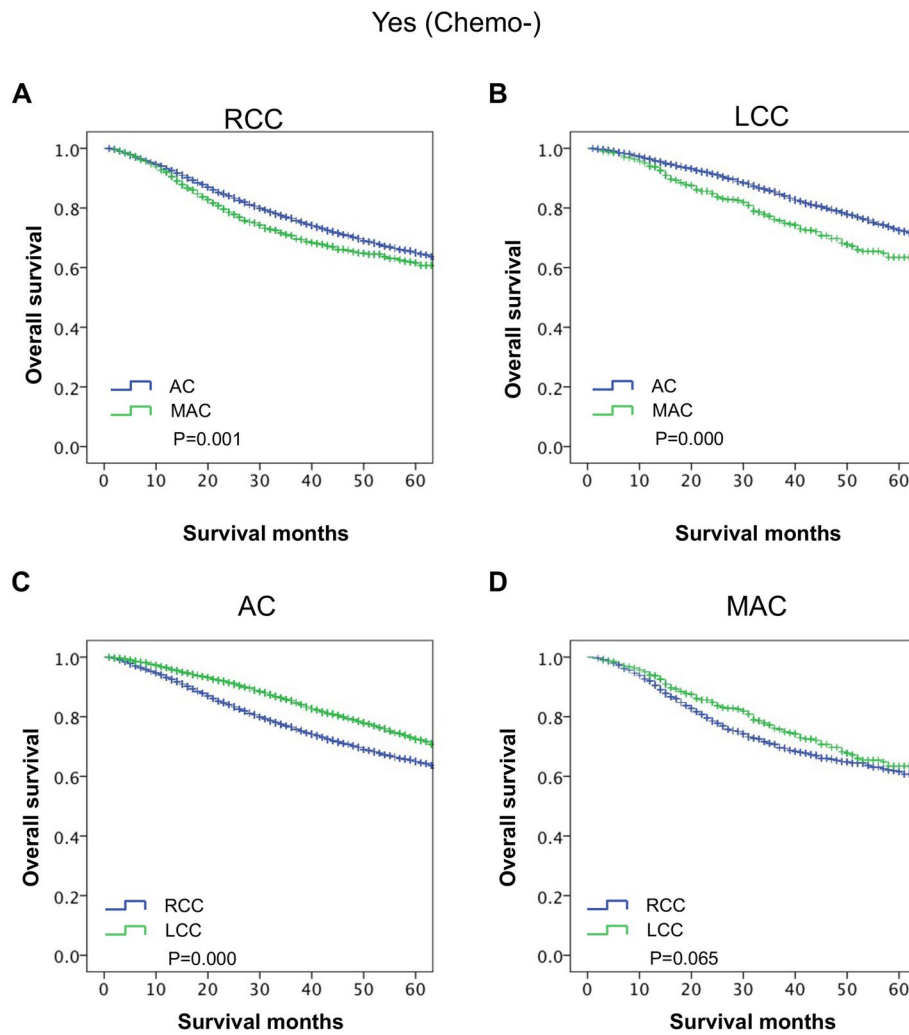 Yes (Chemo-)
A
RCC
Overall survival
1.0
0.8
0.6
0.4
0.2
0.0
AC
MAC
P=0.001
0 10 20 30 40 50 60
Survival months
B
LCC
Overall survival
1.0
0.8
0.6
0.4
0.2
0.0
AC
MAC
P=0.000
0 10 20 30 40 50 60
Survival months
C
AC
Overall survival
1.0
0.8
0.6
0.4
0.2
0.0
RCC
LCC
P=0.000
0 10 20 30 40 50 60
Survival months
D
MAC
Overall survival
1.0
0.8
0.6
0.4
0.2
0.0
RCC
LCC
P=0.065
0 10 20 30 40 50 60
Survival months